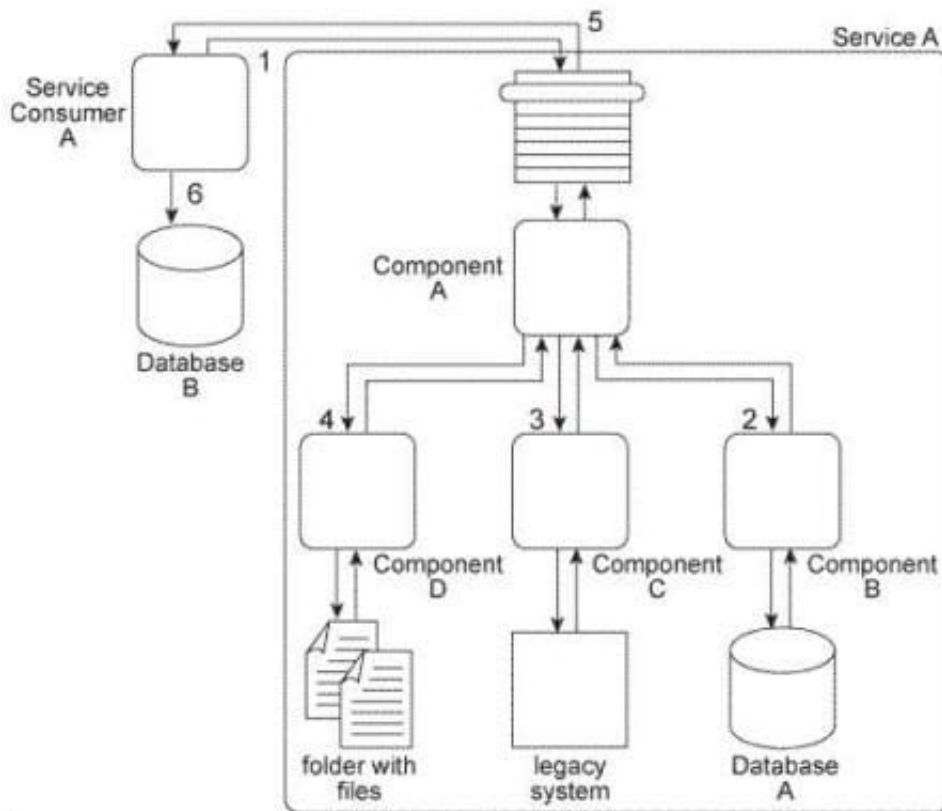 5
Service A
1
Service
Consumer
A
6
Component
A
Database
B
4
3
2
Component
D
Component
C
Component
B
folder with
files
legacy
system
Database
A